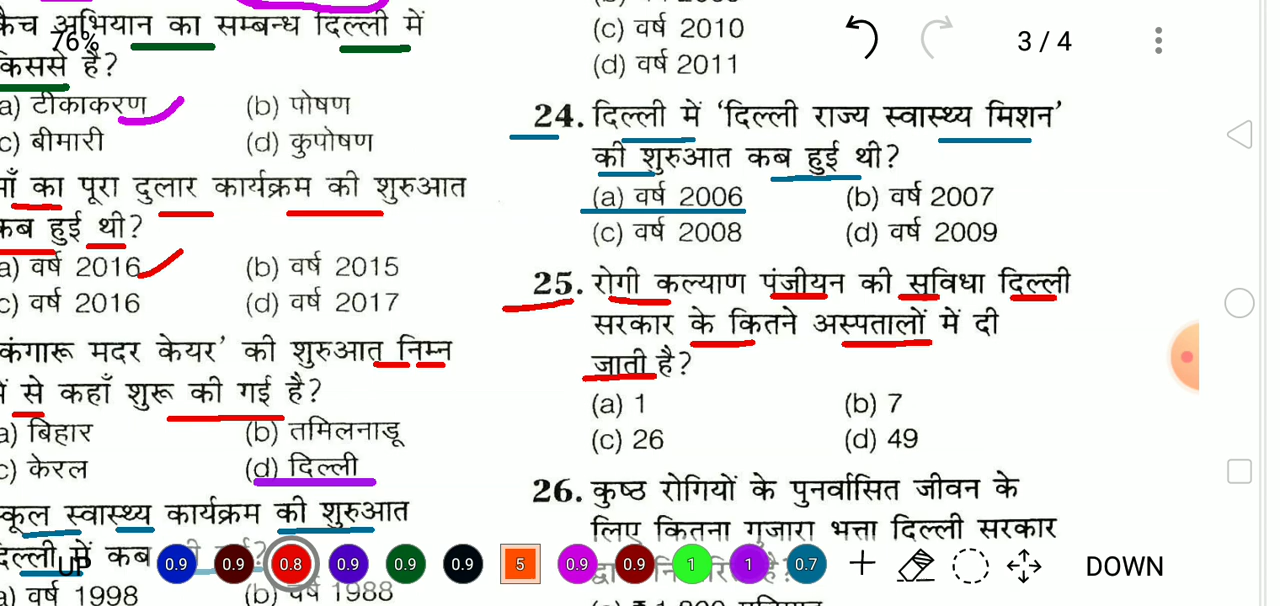 कैच अभियान का सम्बन्ध दिल्ली में
किससे है?
a) टीकाकरण (b) पोषण
c) बीमारी (d) कुपोषण
माँ का पूरा दुलार कार्यक्रम की शुरुआत
कब हुई थी?
a) वर्ष 2016 (b) वर्ष 2015
c) वर्ष 2016 (d) वर्ष 2017
कंगारू मदर केयर’ की शुरुआत निम्न
में से कहाँ शुरू की गई है?
a) बिहार (b) तमिलनाडू
c) केरल (d) दिल्ली
स्कूल स्वास्थ्य कार्यक्रम की शुरुआत
दिल्ली में कब
a) वर्ष 1998 (b) वर्ष 1988
(c) वर्ष 2010
(d) वर्ष 2011
24. दिल्ली में ‘दिल्ली राज्य स्वास्थ्य मिशन’
की शुरुआत कब हुई थी?
(a) वर्ष 2006 (b) वर्ष 2007
(c) वर्ष 2008 (d) वर्ष 2009
25. रोगी कल्याण पंजीयन की सुविधा दिल्ली
सरकार के कितने अस्पतालों में दी
जाती है?
(a) 1 (b) 7
(c) 26 (d) 49
26. कुष्ठ रोगियों के पुनर्वासित जीवन के
लिए कितना गुजारा भत्ता दिल्ली सरकार
76%
3 / 4
UP 0.9 0.9 0.8 0.9 0.9 0.9 5 0.9 0.9 1 1 0.7 DOWN